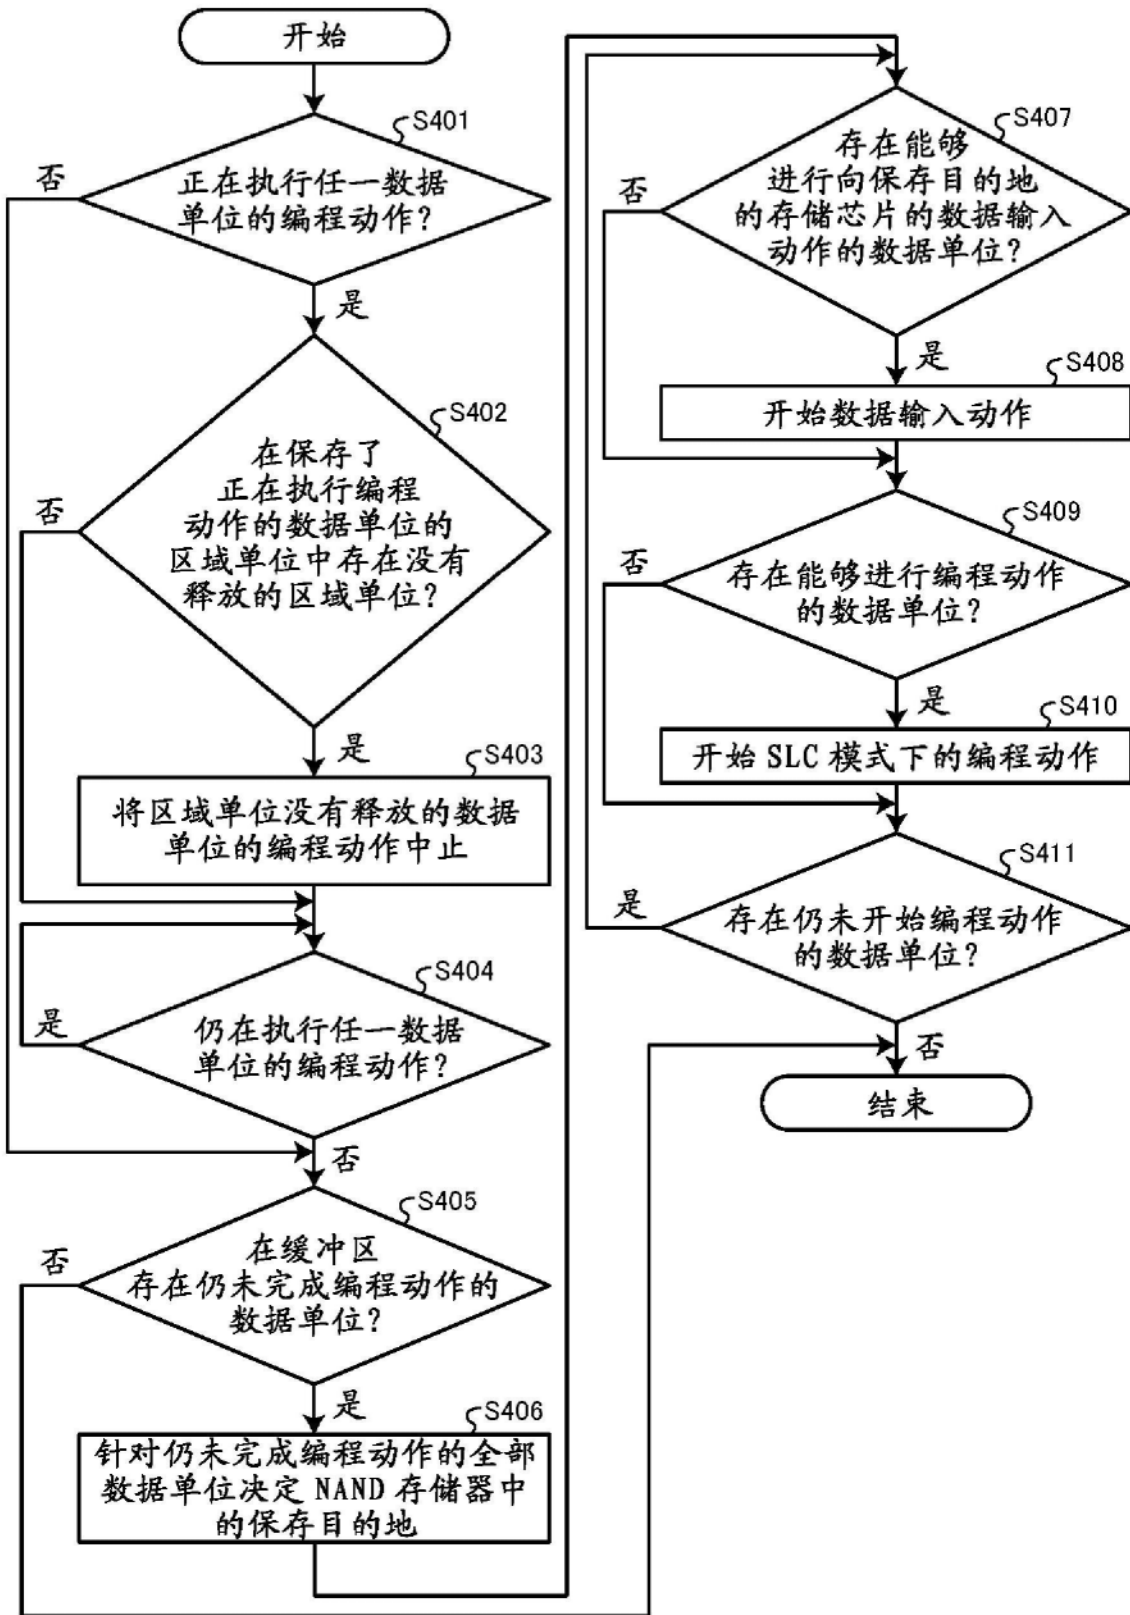 开始
S401
正在执行任一数据
单位的编程动作?
否
是
S402
在保存了
正在执行编程
动作的数据单位的
区域单位中存在没有
释放的区域单位?
否
是
S403
将区域单位没有释放的数据
单位的编程动作中止
S404
仍在执行任一数据
单位的编程动作?
是
否
S405
在缓冲区
存在仍未完成编程动作的
数据单位?
否
是
S406
针对仍未完成编程动作的全部
数据单位决定 NAND 存储器中
的保存目的地
S407
存在能够
进行向保存目的地
的存储芯片的数据输入
动作的数据单位?
否
是
S408
开始数据输入动作
S409
存在能够进行编程动作
的数据单位?
否
是
S410
开始 SLC 模式下的编程动作
S411
存在仍未开始编程动作
的数据单位?
是
否
结束